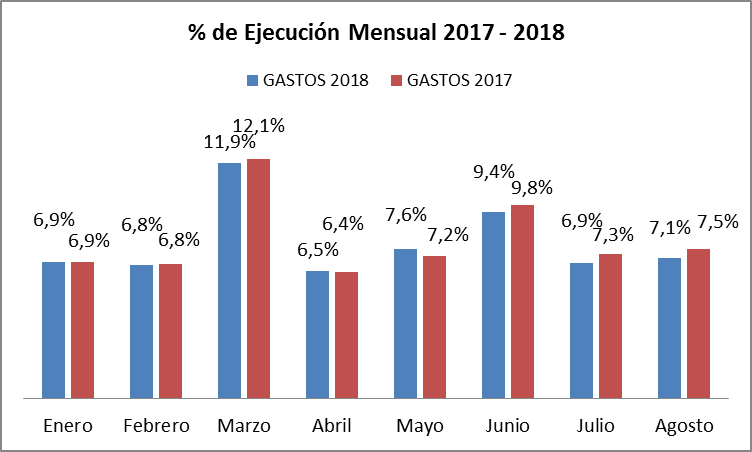 % de Ejecución Mensual 2017 - 2018
GASTOS 2018 GASTOS 2017
6,9% 6,9% 6,8% 6,8% 11,9% 12,1% 6,5% 6,4% 7,6% 7,2% 9,4% 9,8% 6,9% 7,3% 7,1% 7,5%
Enero Febrero Marzo Abril Mayo Junio Julio Agosto